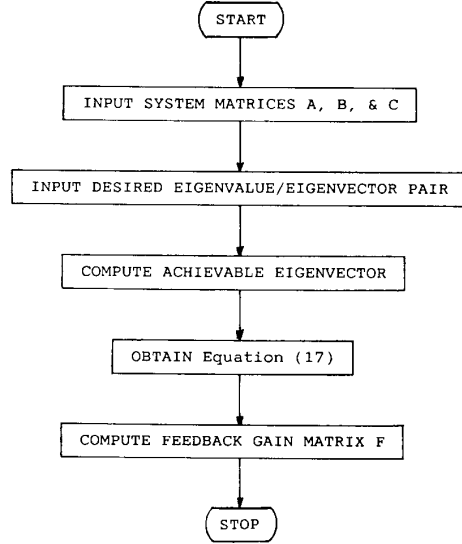 START
INPUT SYSTEM MATRICES A, B, & C
INPUT DESIRED EIGENVALUE/EIGENVECTOR PAIR
COMPUTE ACHIEVABLE EIGENVECTOR
OBTAIN Equation (17)
COMPUTE FEEDBACK GAIN MATRIX F
STOP